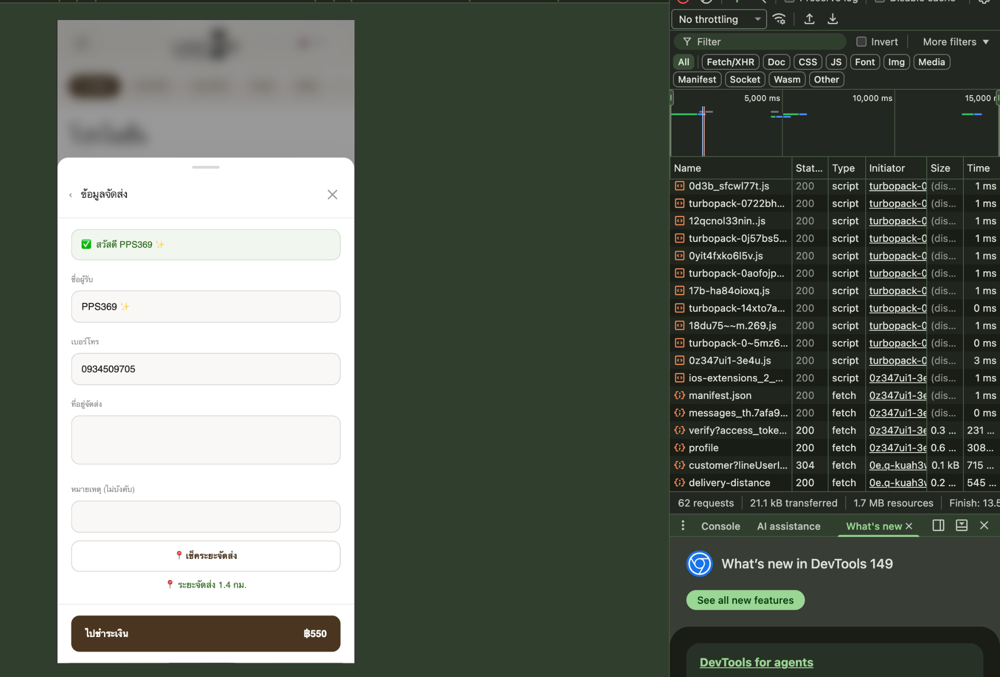 ข้อมูลจัดส่ง
✅ สวัสดี PPS369 ✨
ชื่อผู้รับ
PPS369 ✨
เบอร์โทร
0934509705
ที่อยู่จัดส่ง
หมายเหตุ (ไม่บังคับ)
📍 เช็คระยะจัดส่ง
📍 ระยะจัดส่ง 1.4 กม.
ไปชำระเงิน ฿550
No throttling
Filter Invert More filters
All Fetch/XHR Doc CSS JS Font Img Media
Manifest Socket Wasm Other
5,000 ms 10,000 ms 15,000
Name Stat... Type Initiator Size Time
0d3b_sfcwl77t.js 200 script turbopack-0 (dis... 1 ms
turbopack-0722bh... 200 script turbopack-0 (dis... 1 ms
12qcnol33nin..js 200 script turbopack-0 (dis... 1 ms
turbopack-0j57bs5... 200 script turbopack-0 (dis... 1 ms
0yit4fxko6l5v.js 200 script turbopack-0 (dis... 1 ms
turbopack-0aofojp... 200 script turbopack-0 (dis... 1 ms
17b-ha84oioxq.js 200 script turbopack-0 (dis... 1 ms
turbopack-14xto7a... 200 script turbopack-0 (dis... 0 ms
18du75~~m.269.js 200 script turbopack-0 (dis... 1 ms
turbopack-0~5mz6... 200 script turbopack-0 (dis... 0 ms
0z347ui1-3e4u.js 200 script turbopack-0 (dis... 3 ms
ios-extensions_2_... 200 script 0z347ui1-3e (dis... 1 ms
manifest.json 200 fetch 0z347ui1-3e (dis... 1 ms
messages_th.7afa9... 200 fetch 0z347ui1-3e (dis... 0 ms
verify?access_toke... 200 fetch 0z347ui1-3e 0.3 ... 231 ...
profile 200 fetch 0z347ui1-3e 0.6 ... 308...
customer?lineUserI... 304 fetch 0e.q-kuah3v 0.1 kB 715 ...
delivery-distance 200 fetch 0e.q-kuah3v 0.2 ... 545 ...
62 requests 21.1 kB transferred 1.7 MB resources Finish: 13.5
Console AI assistance What's new
What's new in DevTools 149
See all new features
DevTools for agents